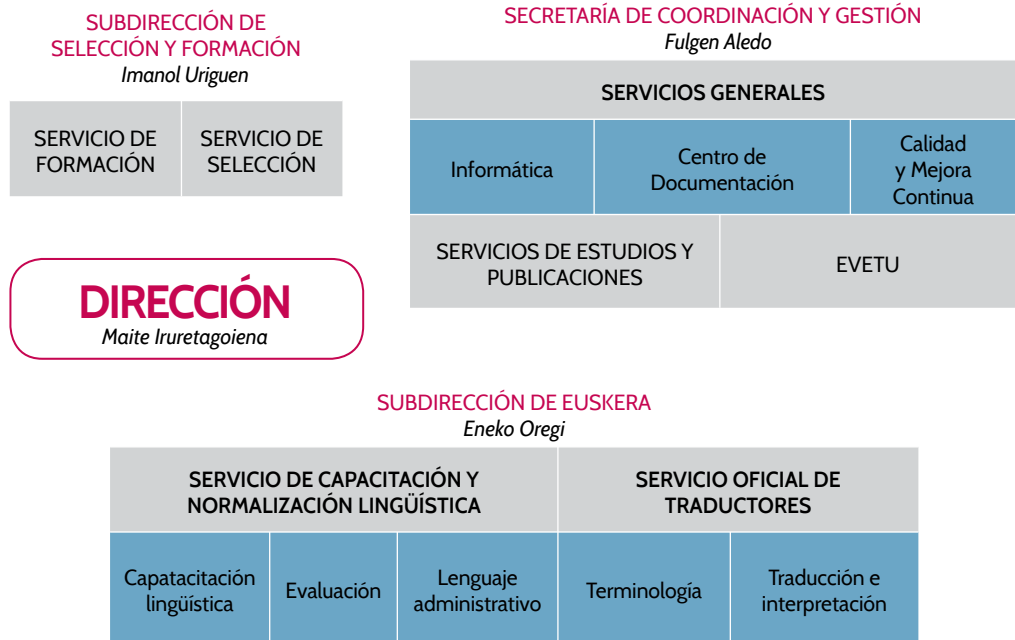 SUBDIRECCIÓN DE
SELECCIÓN Y FORMACIÓN
Imanol Uriguen
SERVICIO DE
FORMACIÓN
SERVICIO DE
SELECCIÓN
SECRETARÍA DE COORDINACIÓN Y GESTIÓN
Fulgen Aledo
SERVICIOS GENERALES
Informática
Centro de
Documentación
Calidad
y Mejora
Continua
SERVICIOS DE ESTUDIOS Y
PUBLICACIONES
EVETU
DIRECCIÓN
Maite Iruretagoiena
SUBDIRECCIÓN DE EUSKERA
Eneko Oregi
SERVICIO DE CAPACITACIÓN Y
NORMALIZACIÓN LINGÜÍSTICA
SERVICIO OFICIAL DE
TRADUCTORES
Capatacitación
lingüística
Evaluación
Lenguaje
administrativo
Terminología
Traducción e
interpretación